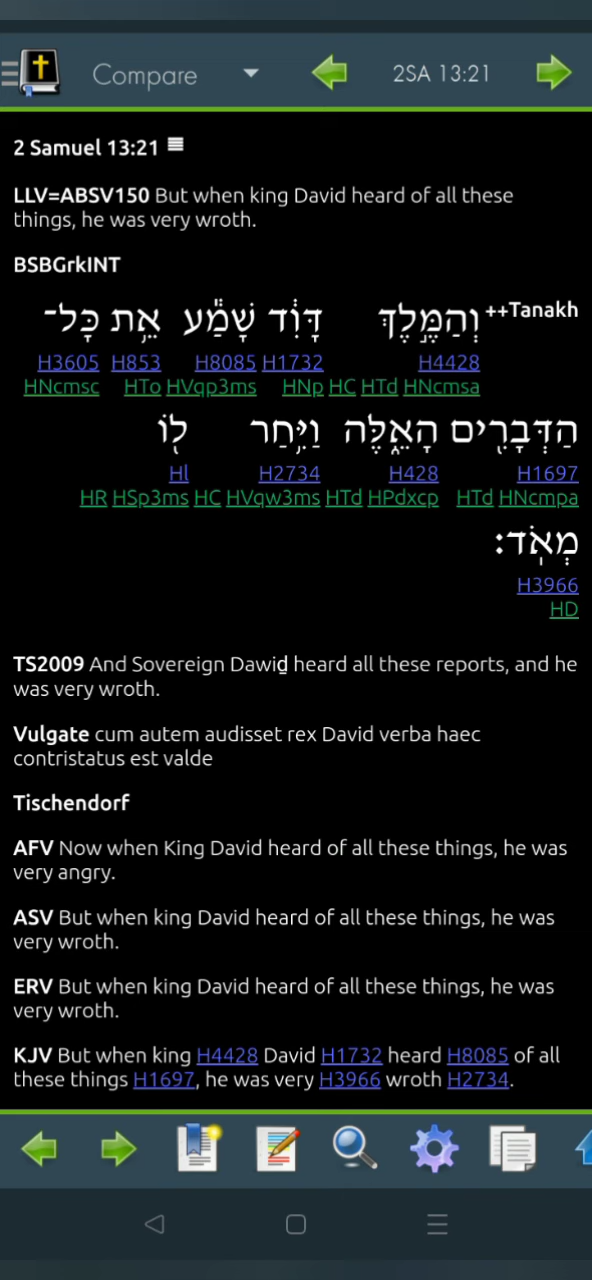 Compare
2SA 13:21
2 Samuel 13:21
LLV=ABSV150 But when king David heard of all these
things, he was very wroth.
BSBGrkINT
++Tanakh וְהַמֶּ֣לֶךְ דָּוִ֔ד שָׁמַ֕ע אֵ֥ת כָּל־
H3605 H853 H8085 H1732 H4428
HNcmsc HTo HVqp3ms HNp HC HTd HNcmsa
הַדְּבָרִ֖ים הָאֵ֑לֶּה וַיִּ֥חַר ל֖וֹ
Hl H2734 H428 H1697
HR HSp3ms HC HVqw3ms HTd HPdxcp HTd HNcmpa
מְאֹֽד׃
H3966
HD
TS2009 And Sovereign Dawiḏ heard all these reports, and he
was very wroth.
Vulgate cum autem audisset rex David verba haec
contristatus est valde
Tischendorf
AFV Now when King David heard of all these things, he was
very angry.
ASV But when king David heard of all these things, he was
very wroth.
ERV But when king David heard of all these things, he was
very wroth.
KJV But when king H4428 David H1732 heard H8085 of all
these things H1697, he was very H3966 wroth H2734.